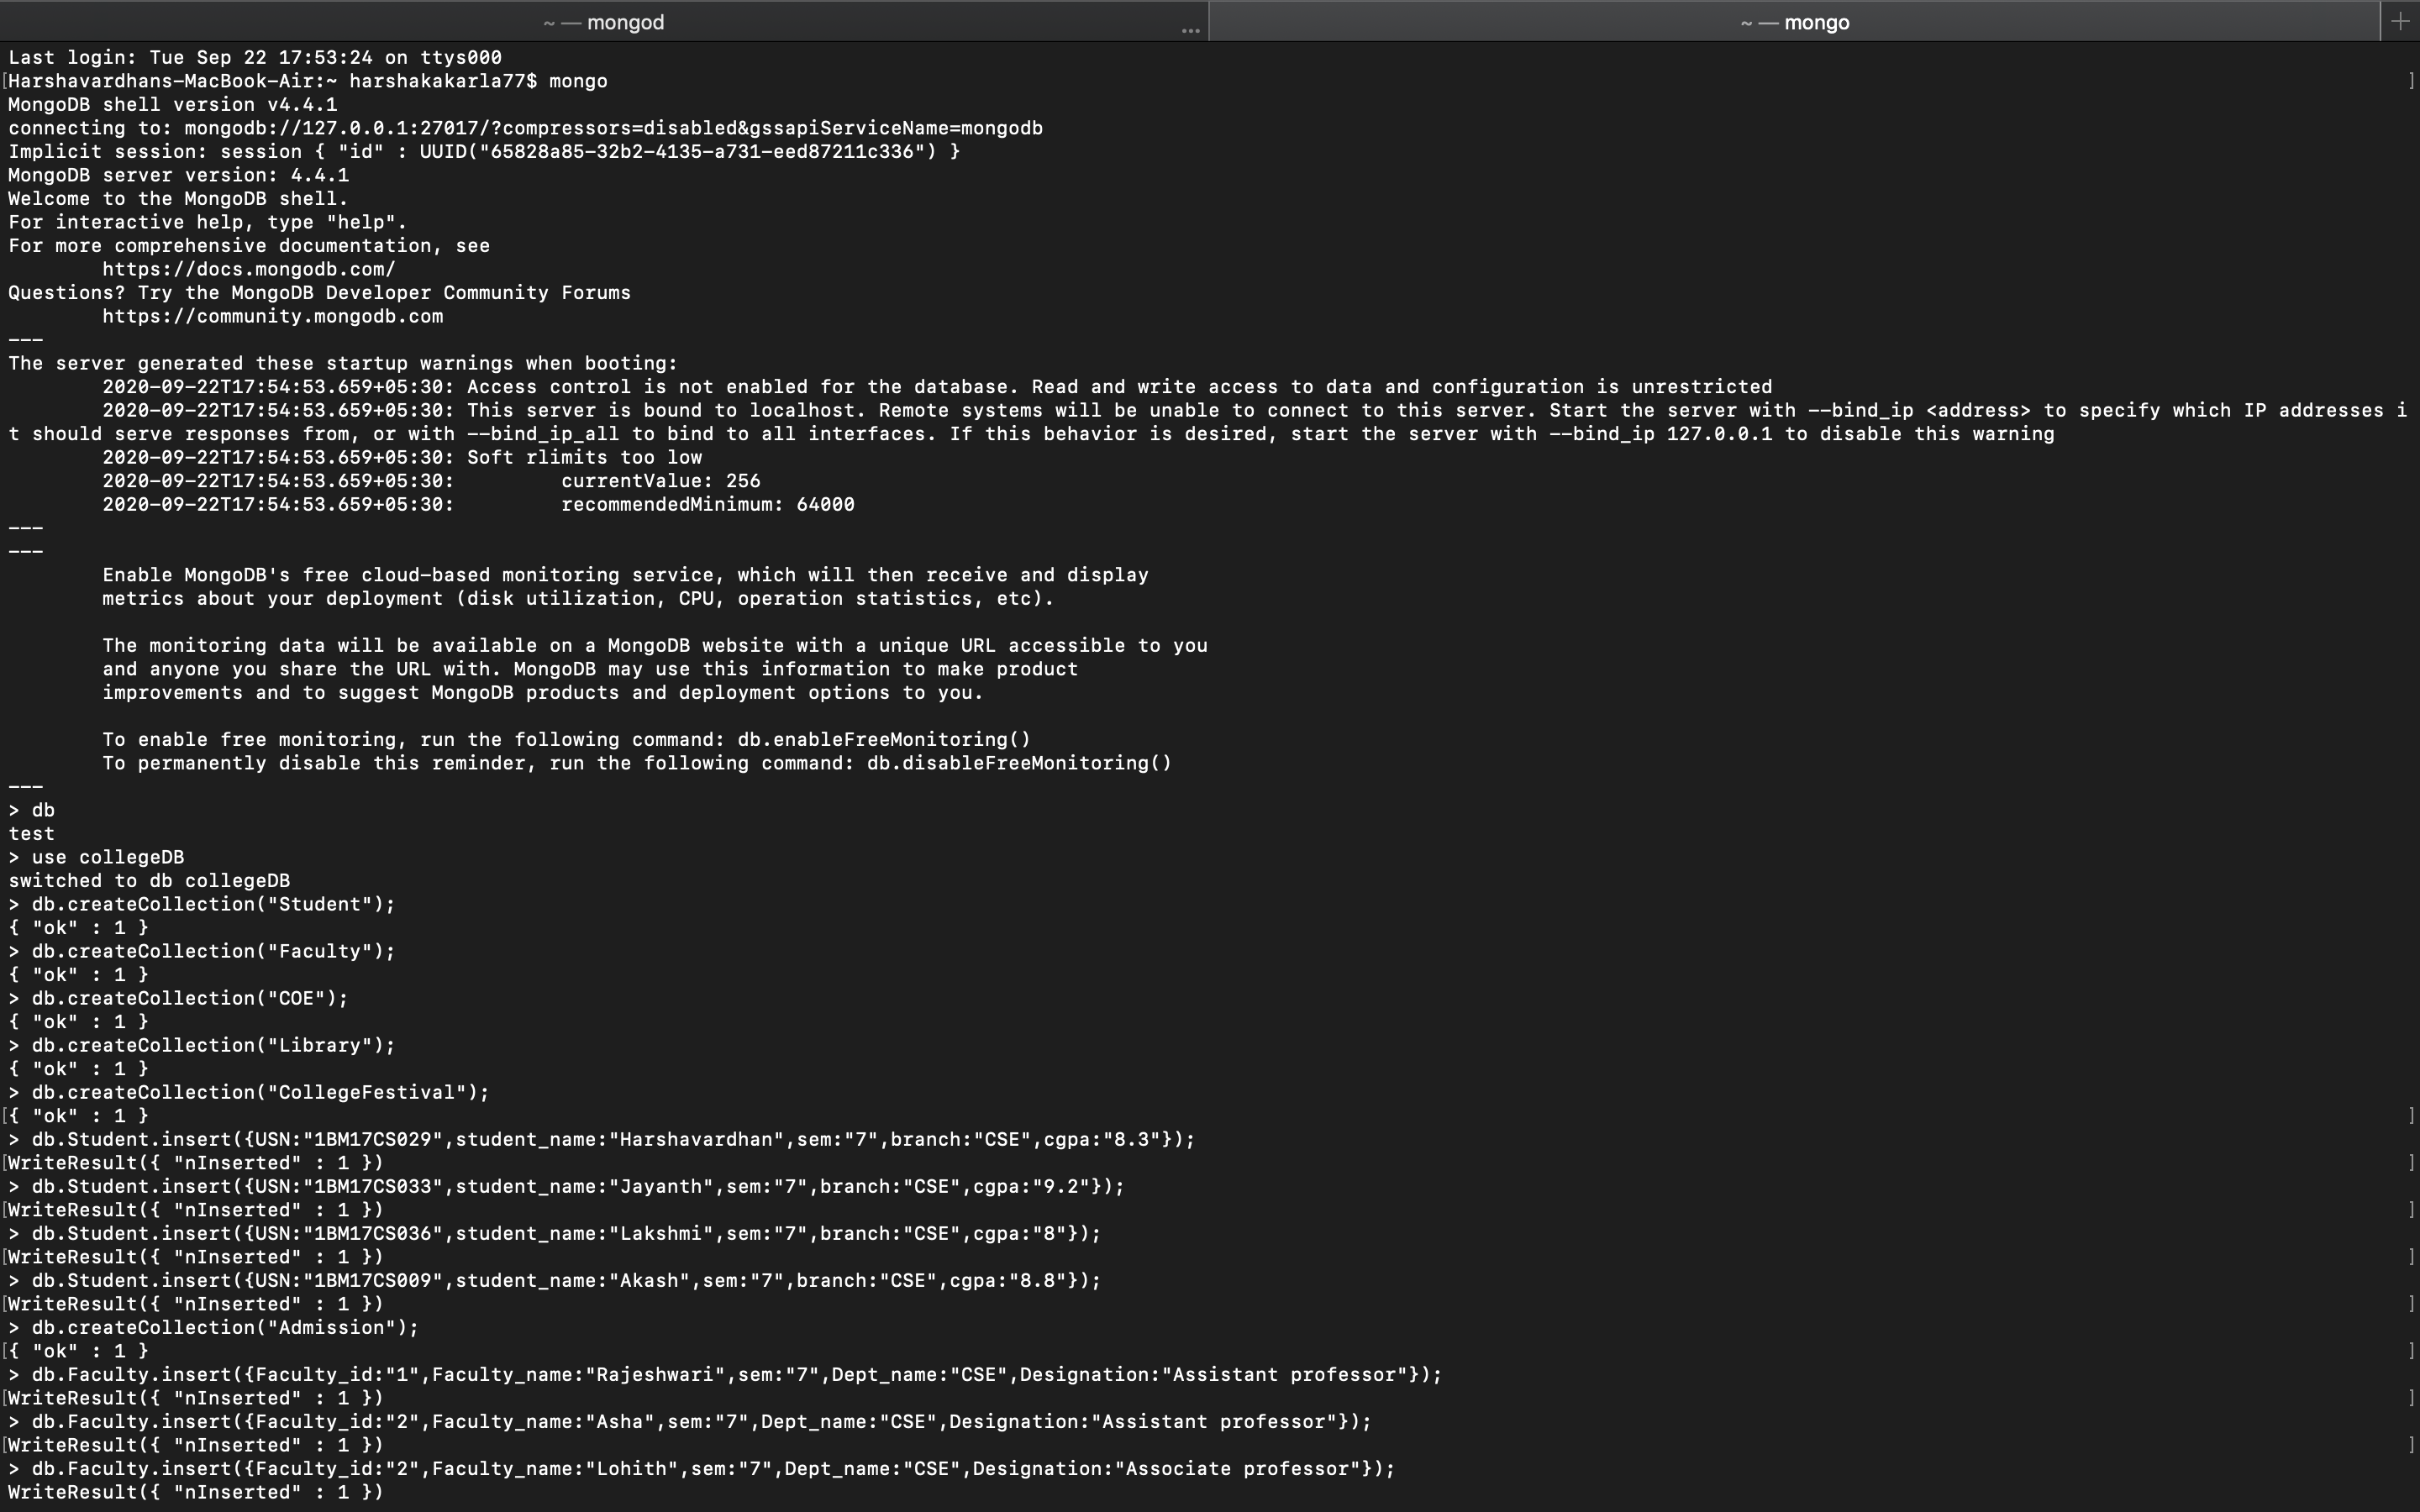 ~ — mongod
...
~ — mongo
+
Last login: Tue Sep 22 17:53:24 on ttys000
[Harshavardhans-MacBook-Air:~ harshakakarla77$ mongo ]
MongoDB shell version v4.4.1
connecting to: mongodb://127.0.0.1:27017/?compressors=disabled&gssapiServiceName=mongodb
Implicit session: session { "id" : UUID("65828a85-32b2-4135-a731-eed87211c336") }
MongoDB server version: 4.4.1
Welcome to the MongoDB shell.
For interactive help, type "help".
For more comprehensive documentation, see
https://docs.mongodb.com/
Questions? Try the MongoDB Developer Community Forums
https://community.mongodb.com
---
The server generated these startup warnings when booting:
2020-09-22T17:54:53.659+05:30: Access control is not enabled for the database. Read and write access to data and configuration is unrestricted
2020-09-22T17:54:53.659+05:30: This server is bound to localhost. Remote systems will be unable to connect to this server. Start the server with --bind_ip <address> to specify which IP addresses i
t should serve responses from, or with --bind_ip_all to bind to all interfaces. If this behavior is desired, start the server with --bind_ip 127.0.0.1 to disable this warning
2020-09-22T17:54:53.659+05:30: Soft rlimits too low
2020-09-22T17:54:53.659+05:30: currentValue: 256
2020-09-22T17:54:53.659+05:30: recommendedMinimum: 64000
---
---
Enable MongoDB's free cloud-based monitoring service, which will then receive and display
metrics about your deployment (disk utilization, CPU, operation statistics, etc).
The monitoring data will be available on a MongoDB website with a unique URL accessible to you
and anyone you share the URL with. MongoDB may use this information to make product
improvements and to suggest MongoDB products and deployment options to you.
To enable free monitoring, run the following command: db.enableFreeMonitoring()
To permanently disable this reminder, run the following command: db.disableFreeMonitoring()
---
> db
test
> use collegeDB
switched to db collegeDB
> db.createCollection("Student");
{ "ok" : 1 }
> db.createCollection("Faculty");
{ "ok" : 1 }
> db.createCollection("COE");
{ "ok" : 1 }
> db.createCollection("Library");
{ "ok" : 1 }
> db.createCollection("CollegeFestival");
[{ "ok" : 1 } ]
> db.Student.insert({USN:"1BM17CS029",student_name:"Harshavardhan",sem:"7",branch:"CSE",cgpa:"8.3"});
[WriteResult({ "nInserted" : 1 }) ]
> db.Student.insert({USN:"1BM17CS033",student_name:"Jayanth",sem:"7",branch:"CSE",cgpa:"9.2"});
[WriteResult({ "nInserted" : 1 }) ]
> db.Student.insert({USN:"1BM17CS036",student_name:"Lakshmi",sem:"7",branch:"CSE",cgpa:"8"});
[WriteResult({ "nInserted" : 1 }) ]
> db.Student.insert({USN:"1BM17CS009",student_name:"Akash",sem:"7",branch:"CSE",cgpa:"8.8"});
[WriteResult({ "nInserted" : 1 }) ]
> db.createCollection("Admission");
[{ "ok" : 1 } ]
> db.Faculty.insert({Faculty_id:"1",Faculty_name:"Rajeshwari",sem:"7",Dept_name:"CSE",Designation:"Assistant professor"});
[WriteResult({ "nInserted" : 1 }) ]
> db.Faculty.insert({Faculty_id:"2",Faculty_name:"Asha",sem:"7",Dept_name:"CSE",Designation:"Assistant professor"});
[WriteResult({ "nInserted" : 1 }) ]
> db.Faculty.insert({Faculty_id:"2",Faculty_name:"Lohith",sem:"7",Dept_name:"CSE",Designation:"Associate professor"});
WriteResult({ "nInserted" : 1 })